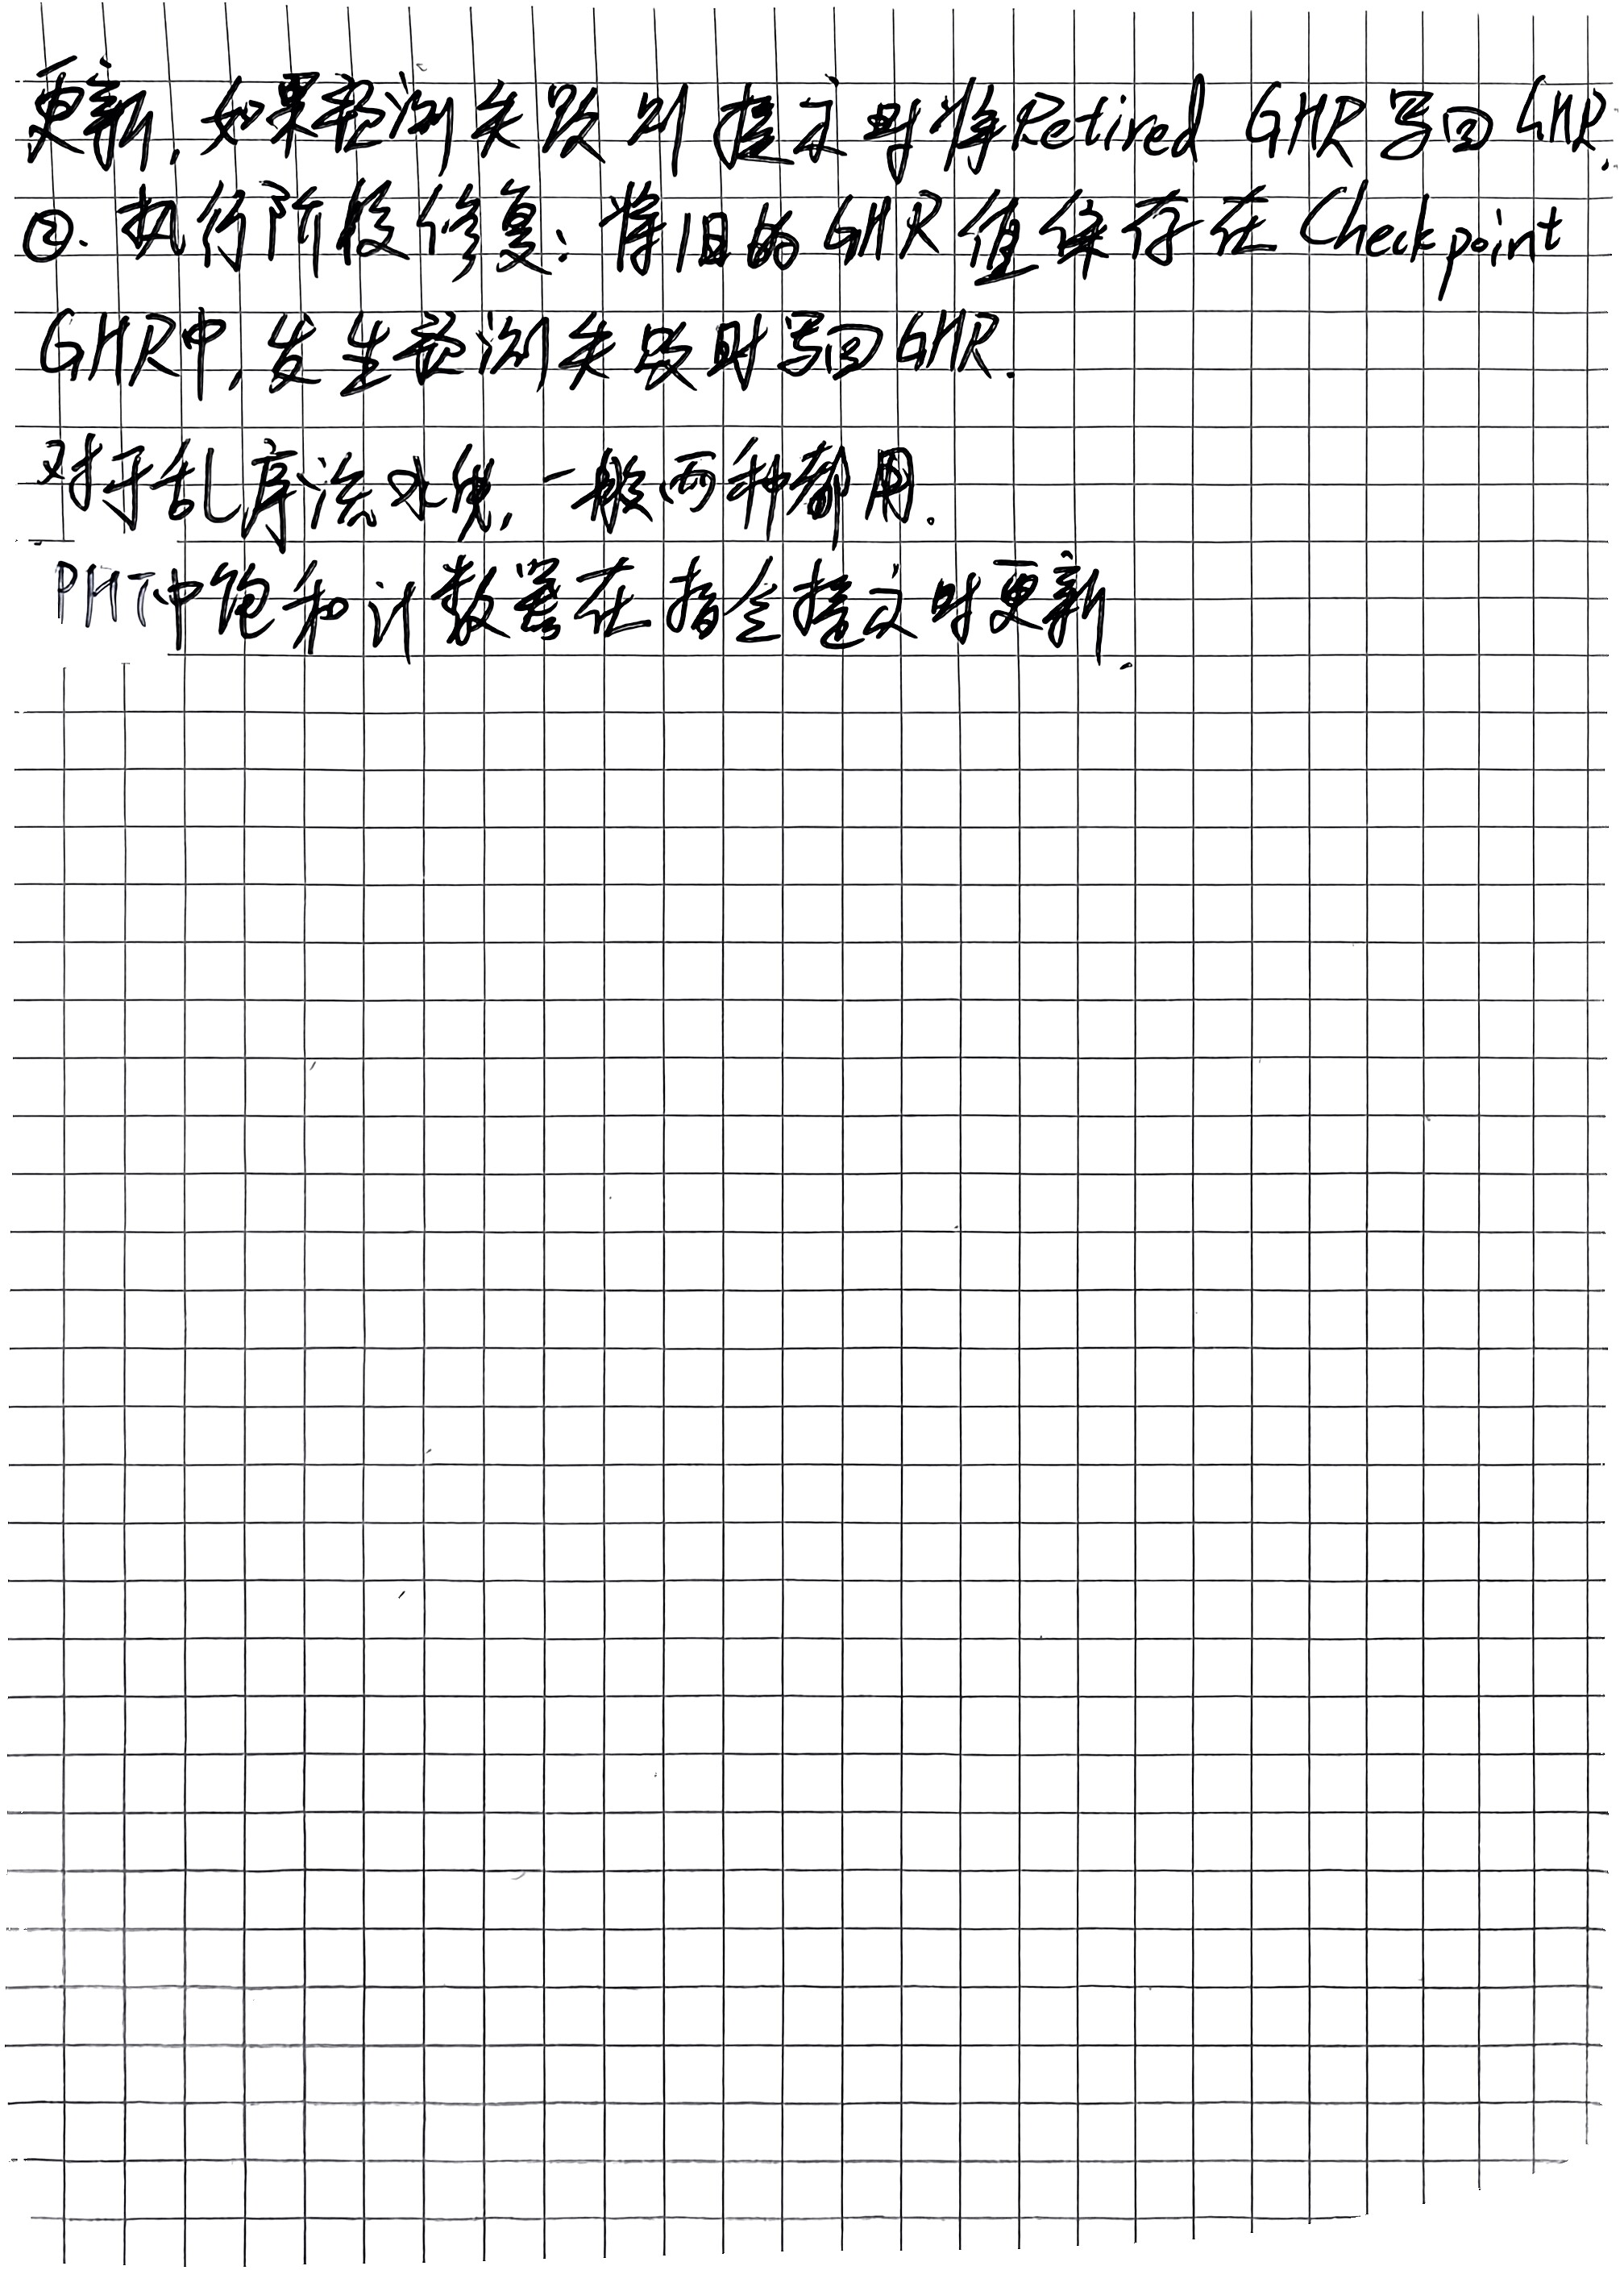 更新,如果预测失败则提交时将Retired GHR写回GHR.
②.执行阶段修复:将旧的GHR值保存在Checkpoint
GHR中,发生预测失败时写回GHR.
对于乱序流水线,一般两种都用.
PHT中饱和计数器在指令提交时更新.